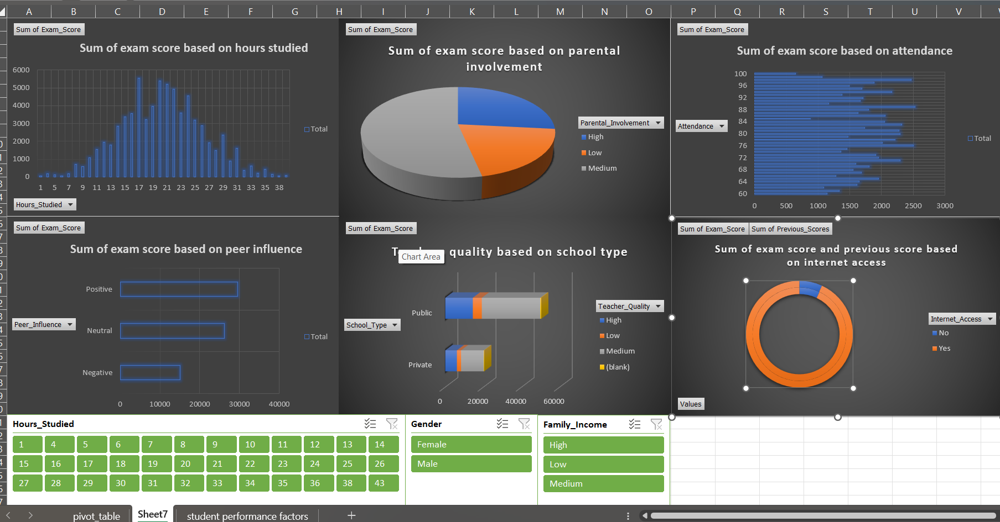 A B C D E F G H I J K L M N O P Q R S T U V
Sum of Exam_Score
Sum of exam score based on hours studied
6000
5000
4000
3000
2000
1000
0
1 5 7 9 11 13 15 17 19 21 23 25 27 29 31 33 35 38
Total
Hours_Studied
Sum of Exam_Score
Sum of exam score based on parental
involvement
Parental_Involvement
High
Low
Medium
Sum of Exam_Score
Sum of exam score based on attendance
100
96
92
88
84
80
76
72
68
64
60
0 500 1000 1500 2000 2500 3000
Attendance
Total
Sum of Exam_Score
Sum of exam score based on peer influence
Positive
Neutral
Negative
0 10000 20000 30000 40000
Peer_Influence
Total
Sum of Exam_Score
quality based on school type
Chart Area
Public
Private
0 20000 40000 60000
School_Type
Teacher_Quality
High
Low
Medium
(blank)
Sum of Exam_Score Sum of Previous_Scores
Sum of exam score and previous score based
on internet access
Internet_Access
No
Yes
Values
Hours_Studied
1 4 5 6 7 8 9 10 11 12 13 14
15 16 17 18 19 20 21 22 23 24 25 26
27 28 29 30 31 32 33 34 35 36 38 43
Gender
Female
Male
Family_Income
High
Low
Medium
pivot_table Sheet7 student performance factors